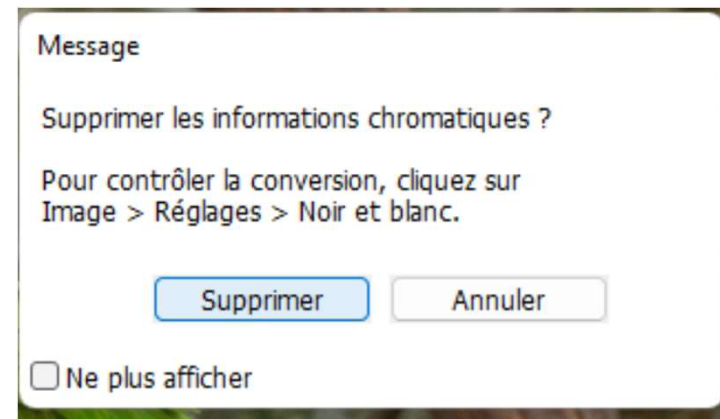 Message
Supprimer les informations chromatiques ?
Pour contrôler la conversion, cliquez sur
Image > Réglages > Noir et blanc.
Supprimer
Annuler
Ne plus afficher